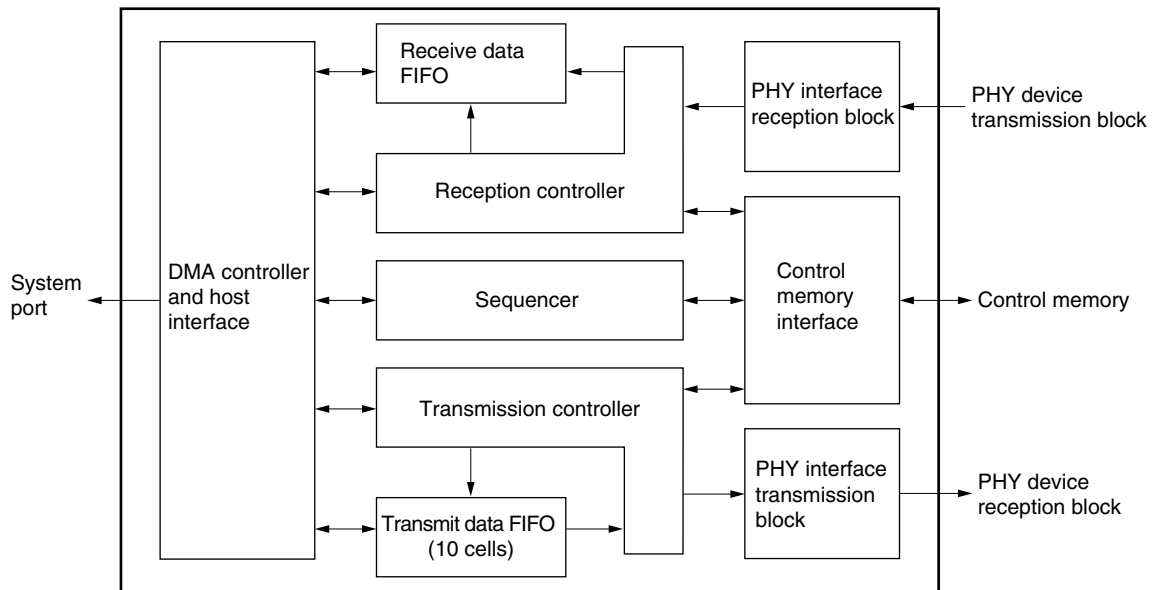 Receive data
FIFO
PHY interface
reception block
PHY device
transmission block
Reception controller
System
port
DMA controller
and host
interface
Sequencer
Control
memory
interface
Control memory
Transmission controller
PHY interface
transmission
block
PHY device
reception block
Transmit data FIFO
(10 cells)